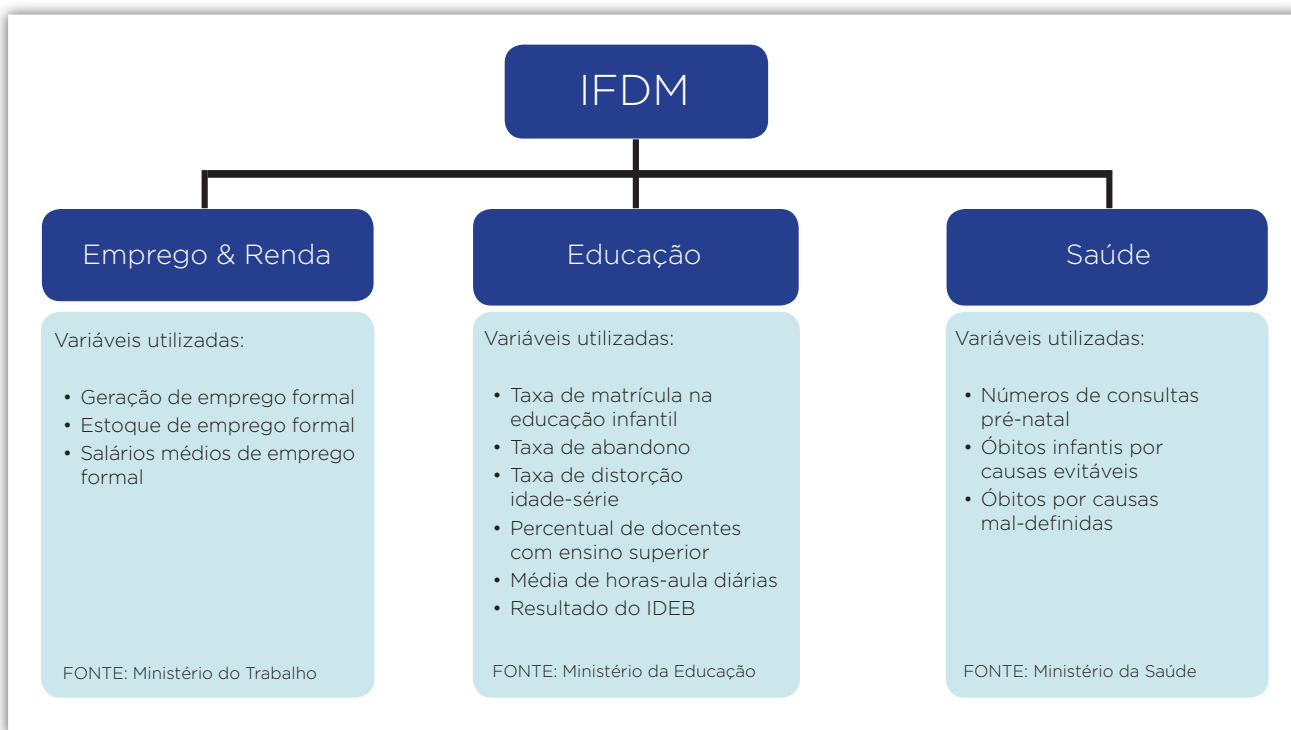 IFDM
Emprego & Renda
Variáveis utilizadas:
• Geração de emprego formal
• Estoque de emprego formal
• Salários médios de emprego
formal
FONTE: Ministério do Trabalho
Educação
Variáveis utilizadas:
• Taxa de matrícula na
educação infantil
• Taxa de abandono
• Taxa de distorção
idade-série
• Percentual de docentes
com ensino superior
• Média de horas-aula diárias
• Resultado do IDEB
FONTE: Ministério da Educação
Saúde
Variáveis utilizadas:
• Números de consultas
pré-natal
• Óbitos infantis por
causas evitáveis
• Óbitos por causas
mal-definidas
FONTE: Ministério da Saúde